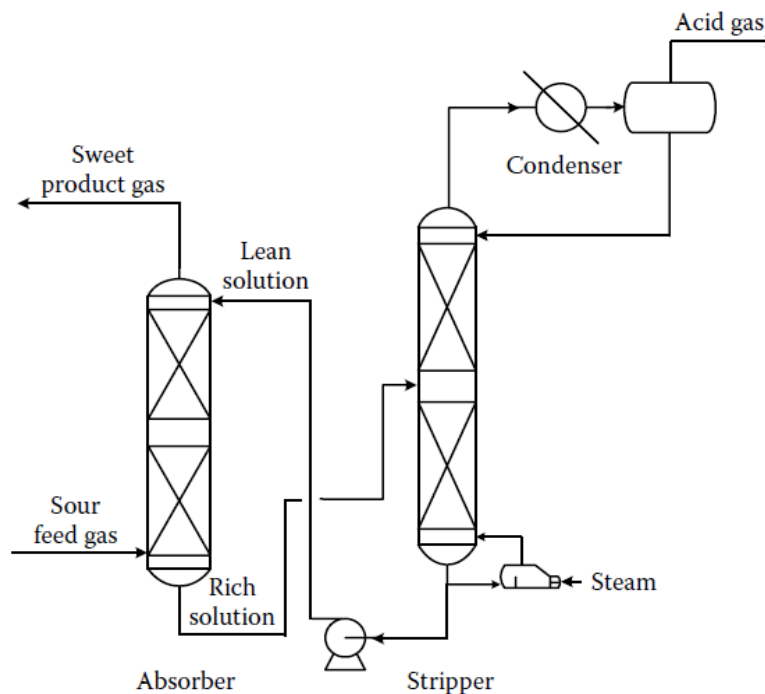 Acid gas
Condenser
Sweet
product gas
Lean
solution
Sour
feed gas
Rich
solution
Steam
Absorber
Stripper